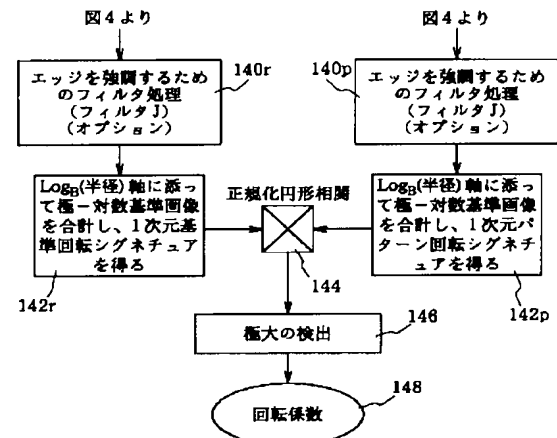 図4より
図4より
エッジを強調するため
のフィルタ処理
(フィルタJ)
(オプション)
140r
エッジを強調するため
のフィルタ処理
(フィルタJ)
(オプション)
140p
LogB(半径)軸に添っ
て極-対数基準画像
を合計し、1次元基
準回転シグネチュア
を得る
142r
正規化円形相関
144
LogB(半径)軸に添っ
て極-対数基準画像
を合計し、1次元パ
ターン回転シグネチ
ュアを得る
142p
極大の検出
146
回転係数
148